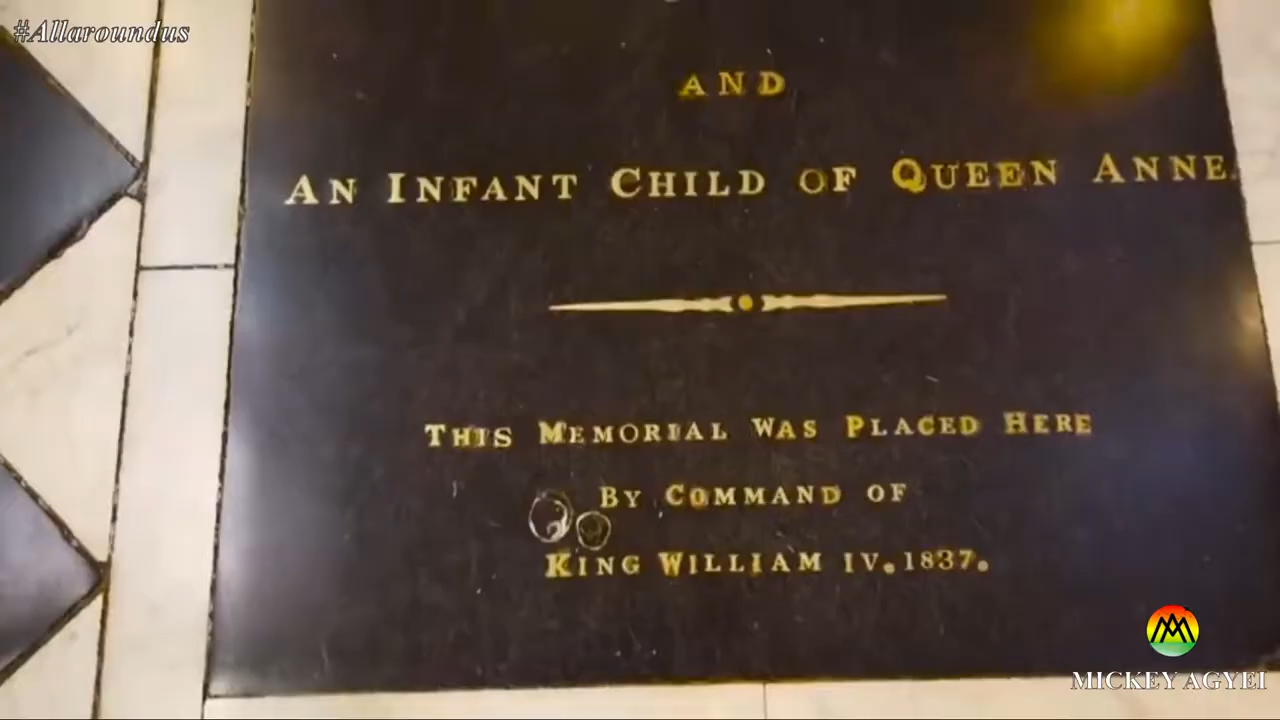 #Allaroundus
AND
AN INFANT CHILD OF QUEEN ANNE.
THIS MEMORIAL WAS PLACED HERE
BY COMMAND OF
KING WILLIAM IV. 1837.
MICKEY AGYEI